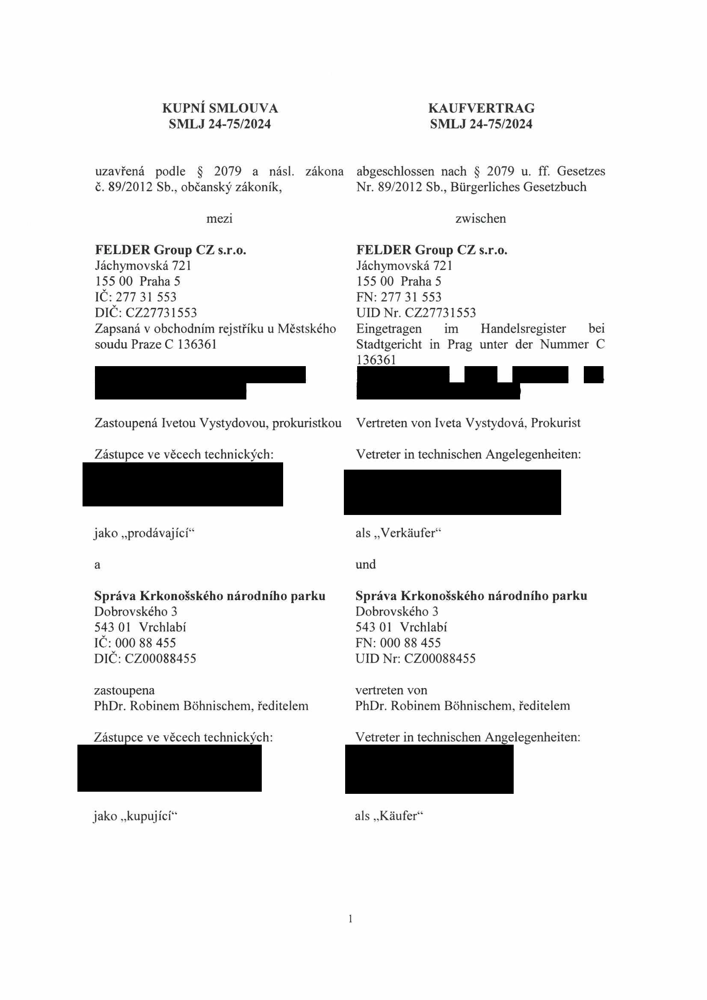 KUPNÍ SMLOUVA
SMLJ 24-75/2024
uzavřená podle § 2079 a násl. zákona
č. 89/2012 Sb., občanský zákoník,
mezi
FELDER Group CZ s.r.o.
Jáchymovská 721
155 00 Praha 5
IČ: 277 31 553
DIČ: CZ27731553
Zapsaná v obchodním rejstříku u Městského
soudu Praze C 136361
Zastoupená Ivetou Vystydovou, prokuristkou
Zástupce ve věcech technických:
jako „prodávající“
a
Správa Krkonošského národního parku
Dobrovského 3
543 01 Vrchlabí
IČ: 000 88 455
DIČ: CZ00088455
zastoupena
PhDr. Robinem Böhnischem, ředitelem
Zástupce ve věcech technických:
jako „kupující“
KAUFVERTRAG
SMLJ 24-75/2024
abgeschlossen nach § 2079 u. ff. Gesetzes
Nr. 89/2012 Sb., Bürgerliches Gesetzbuch
zwischen
FELDER Group CZ s.r.o.
Jáchymovská 721
155 00 Praha 5
FN: 277 31 553
UID Nr. CZ27731553
Eingetragen im Handelsregister bei
Stadtgericht in Prag unter der Nummer C
136361
Vertreten von Iveta Vystydová, Prokurist
Vetreter in technischen Angelegenheiten:
als „Verkäufer“
und
Správa Krkonošského národního parku
Dobrovského 3
543 01 Vrchlabí
FN: 000 88 455
UID Nr: CZ00088455
vertreten von
PhDr. Robinem Böhnischem, ředitelem
Vetreter in technischen Angelegenheiten:
als „Käufer“
1